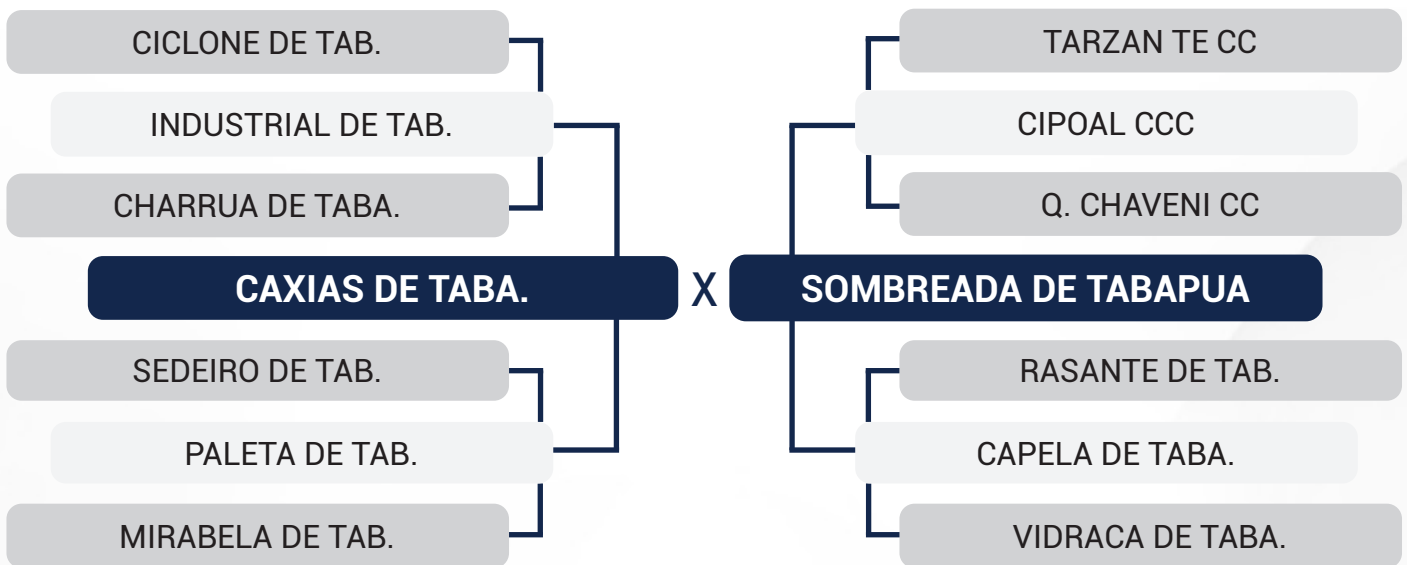 CICLONE DE TAB.
INDUSTRIAL DE TAB.
CHARRUA DE TABA.
CAXIAS DE TABA.
SEDEIRO DE TAB.
PALETA DE TAB.
MIRABELA DE TAB.
X
TARZAN TE CC
CIPOAL CCC
Q. CHAVENI CC
SOMBREADA DE TABAPUA
RASANTE DE TAB.
CAPELA DE TABA.
VIDRACA DE TABA.